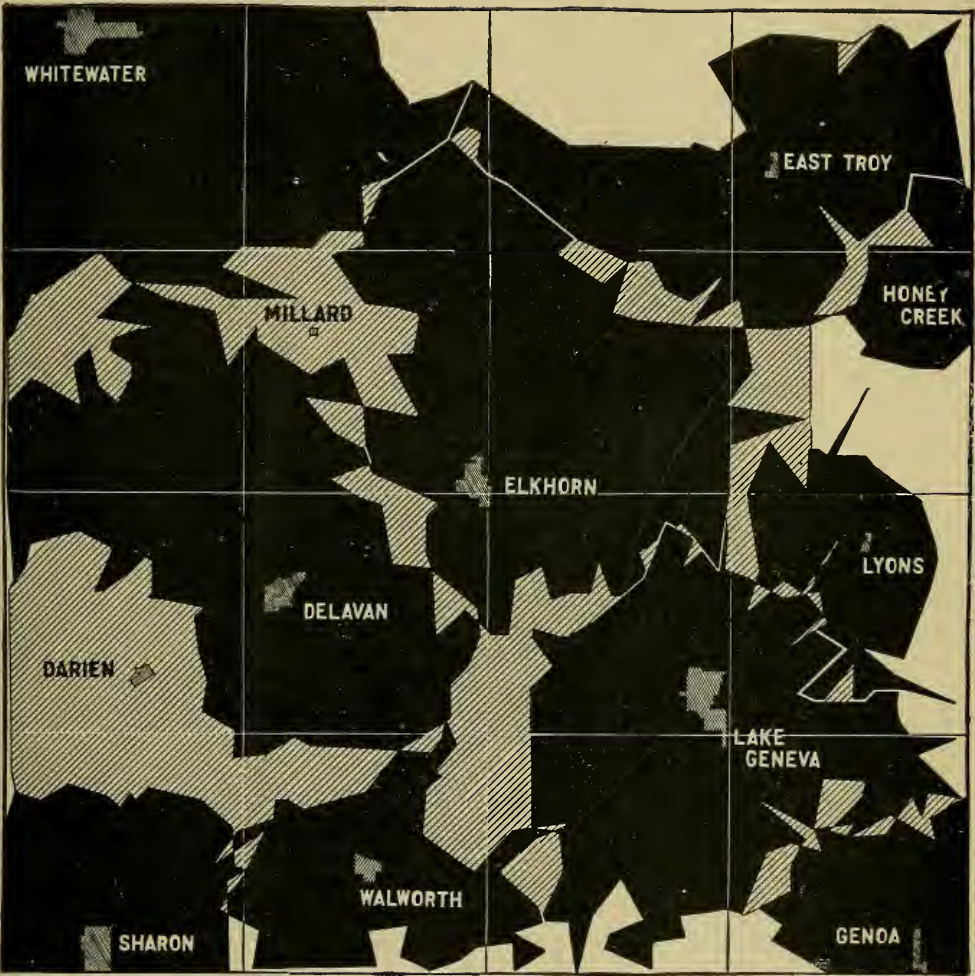 WHITEWATER
EAST TROY
HONEY
CREEK
MILLARD
ELKHORN
LYONS
DELAVAN
DARIEN
LAKE
GENEVA
WALWORTH
SHARON
GENOA